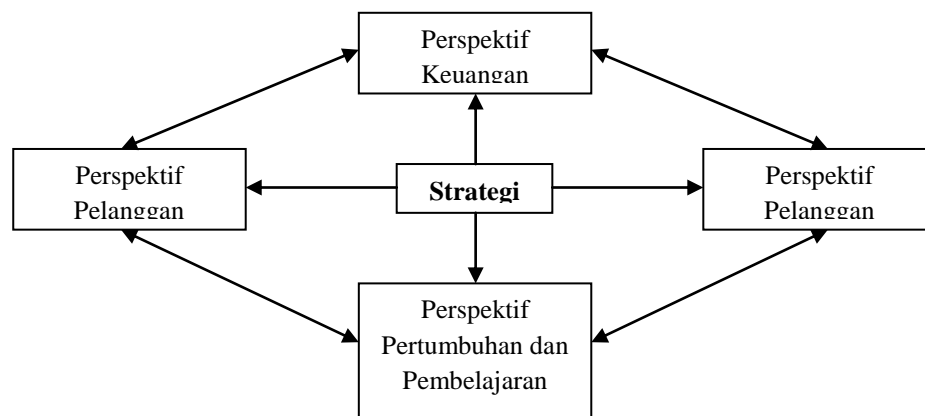 Perspektif
Keuangan
Perspektif
Pelanggan
Strategi
Perspektif
Pelanggan
Perspektif
Pertumbuhan dan
Pembelajaran